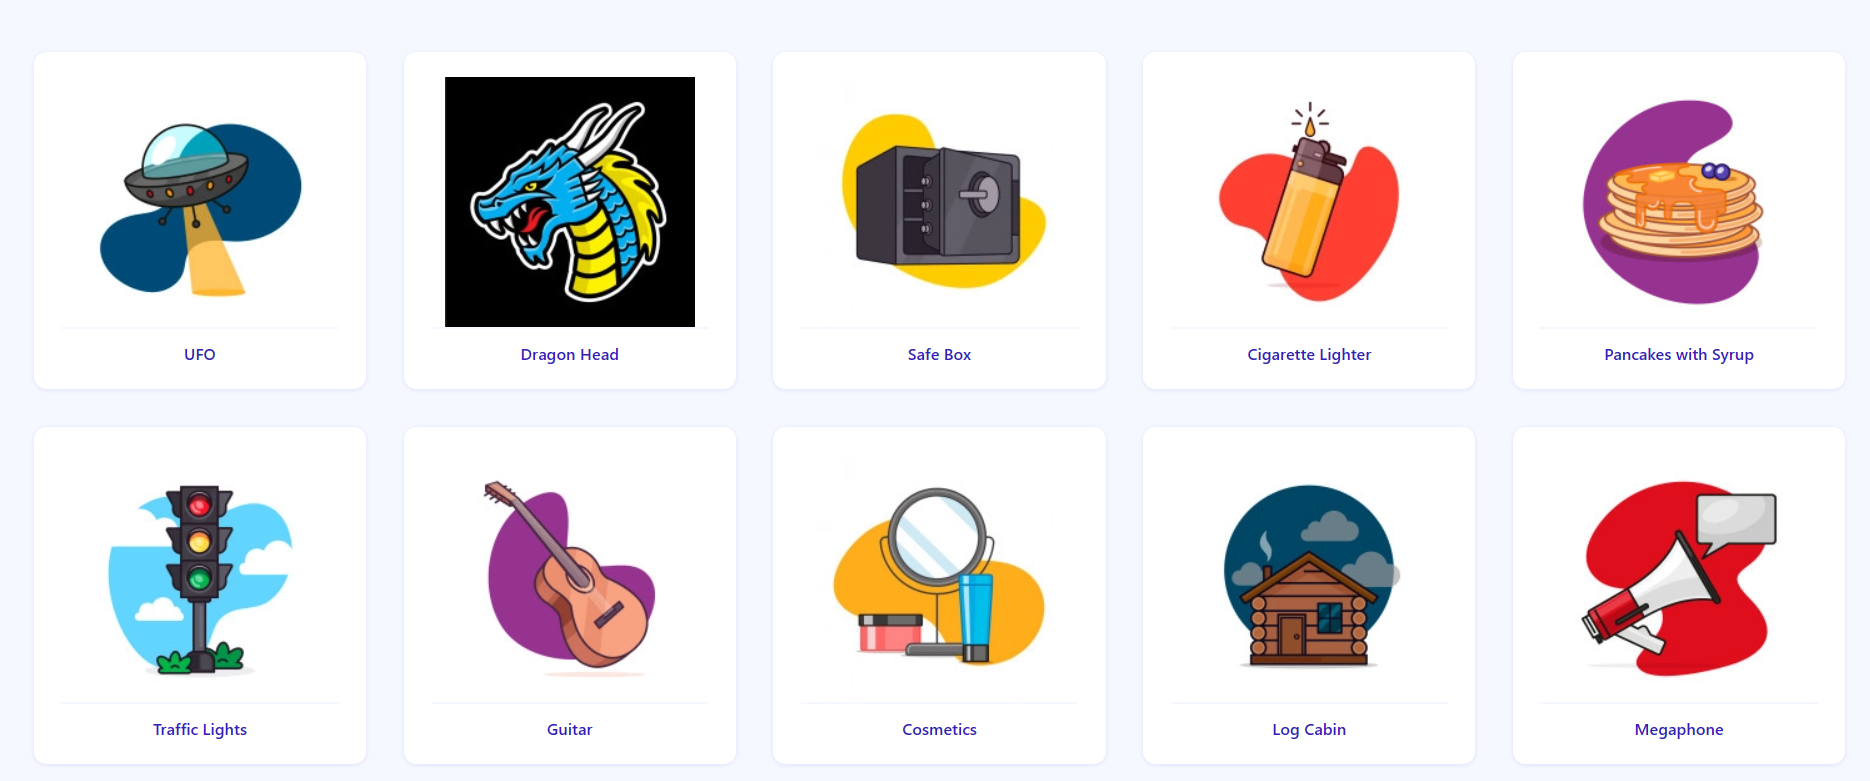 UFO
Dragon Head
Safe Box
Cigarette Lighter
Pancakes with Syrup
Traffic Lights
Guitar
Cosmetics
Log Cabin
Megaphone